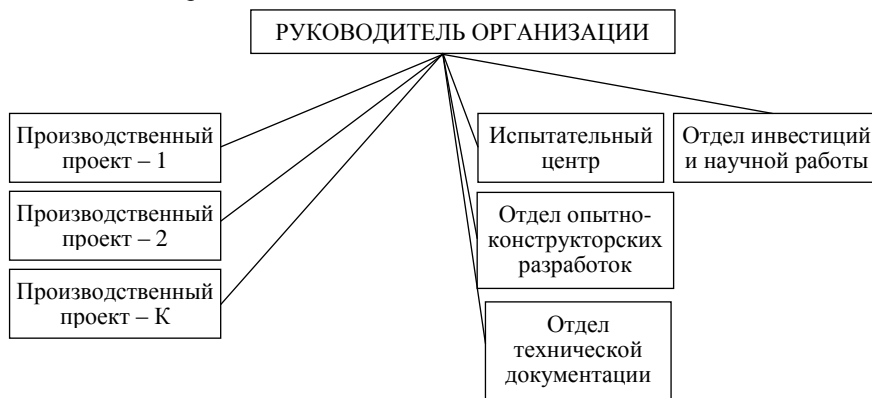 РУКОВОДИТЕЛЬ ОРГАНИЗАЦИИ
Производственный
проект – 1
Производственный
проект – 2
Производственный
проект – К
Испытательный
центр
Отдел опытно-
конструкторских
разработок
Отдел
технической
документации
Отдел инвестиций
и научной работы